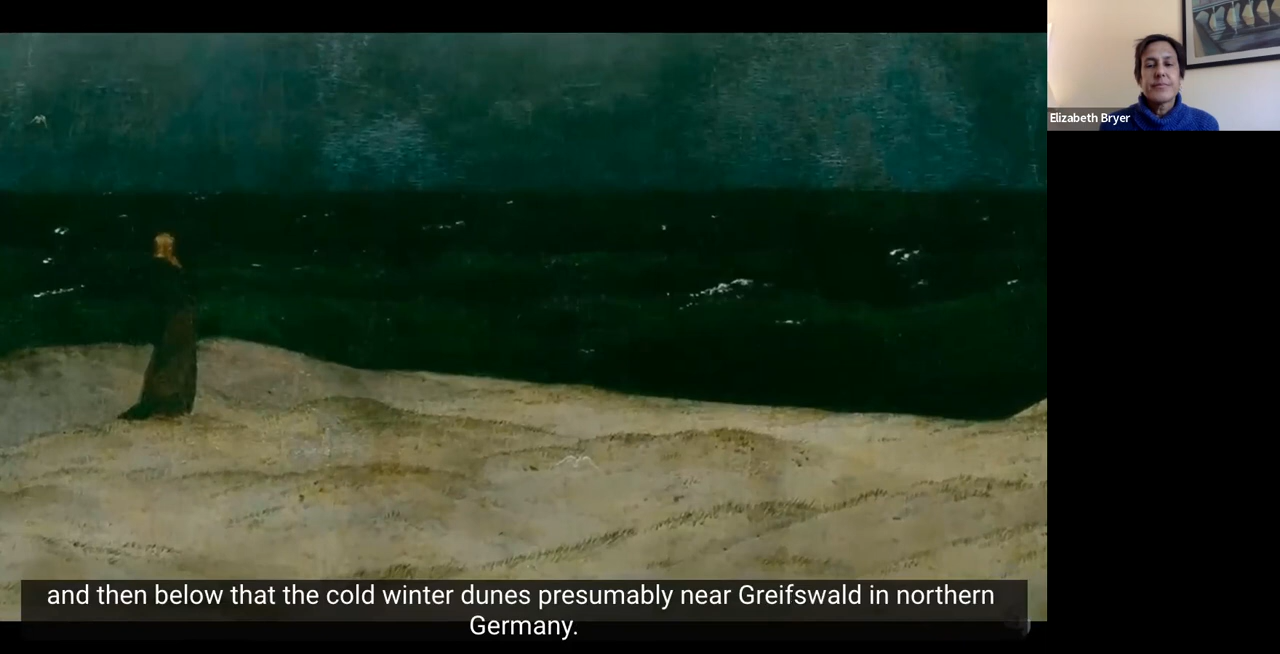 Elizabeth Bryer
and then below that the cold winter dunes presumably near Greifswald in northern
Germany.